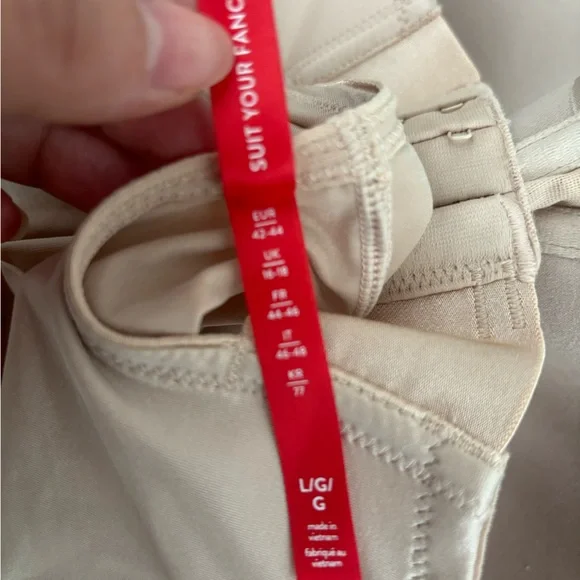 SUIT YOUR FANC
EUR
42-44
UK
16-18
FR
44-46
IT
46-48
KR
77
L/G/
G
made in
vietnam
fabriqué au
vietnam